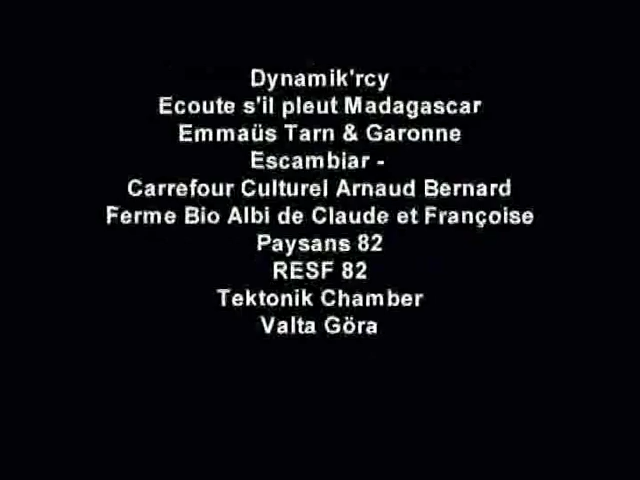 Dynamik'rcy
Ecoute s'il pleut Madagascar
Emmaüs Tarn & Garonne
Escambiar -
Carrefour Culturel Arnaud Bernard
Ferme Bio Albi de Claude et Françoise
Paysans 82
RESF 82
Tektonik Chamber
Valta Göra